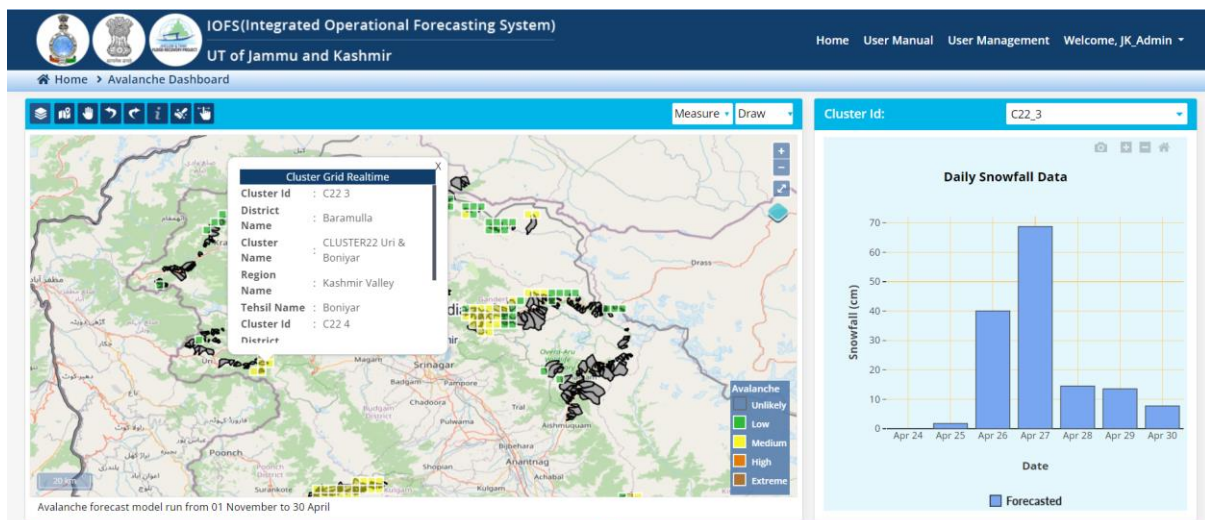 IOFS(Integrated Operational Forecasting System)
UT of Jammu and Kashmir
Home User Manual User Management Welcome, JK_Admin
Home > Avalanche Dashboard
Measure Draw
Cluster Id: C22_3
X
Cluster Grid Realtime
Cluster Id : C22 3
District Name : Baramulla
Cluster Name : CLUSTER22 Uri & Boniyar
Region Name : Kashmir Valley
Tehsil Name : Boniyar
Cluster Id : C22 4
District
Drass
Magam
Srinagar
Badgam
Pampore
Chadoora
Tral
Budgam District
Pulwama
Ashmuquam
Bijbehara
Poonch
Poonch District
Shopian
Anantnag
Achabal
Surankote
Kulgam
20 km
+
−
Avalanche
Unlikely
Low
Medium
High
Extreme
Avalanche forecast model run from 01 November to 30 April
Daily Snowfall Data
Snowfall (cm)
70
60
50
40
30
20
10
0
Apr 24 Apr 25 Apr 26 Apr 27 Apr 28 Apr 29 Apr 30
Date
Forecasted